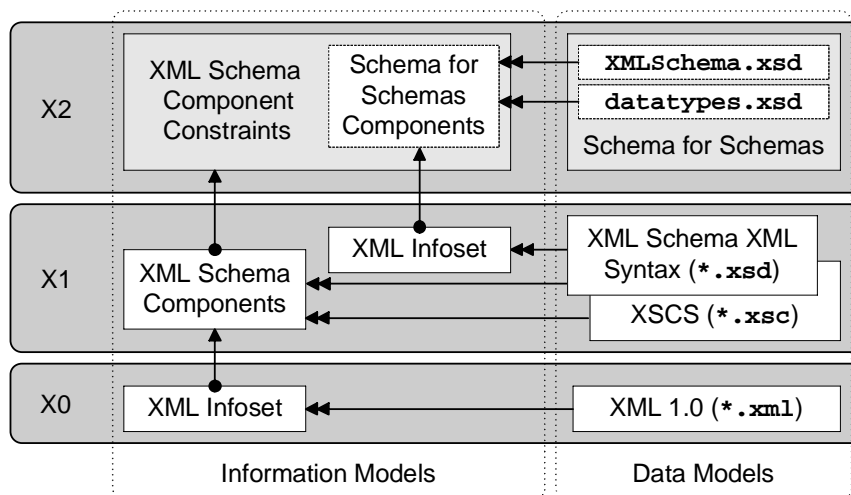 X2
XML Schema
Component
Constraints
Schema for
Schemas
Components
XMLSchema.xsd
datatypes.xsd
Schema for Schemas
X1
XML Schema
Components
XML Infoset
XML Schema XML
Syntax (*.xsd)
XSCS (*.xsc)
X0
XML Infoset
XML 1.0 (*.xml)
Information Models
Data Models